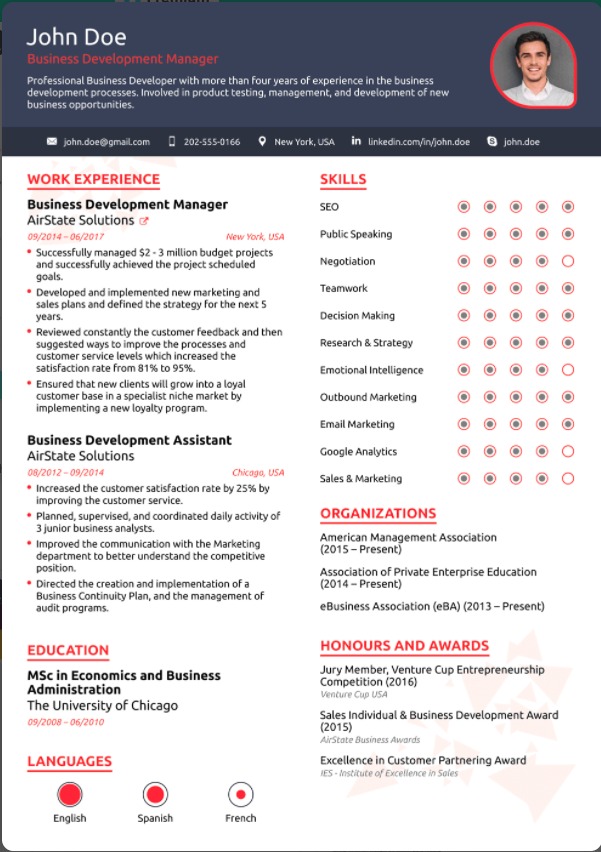 John Doe
Business Development Manager
Professional Business Developer with more than four years of experience in the business
development processes. Involved in product testing, management, and development of new
business opportunities.
john.doe@gmail.com 202-555-0166 New York, USA linkedin.com/in/john.doe john.doe
WORK EXPERIENCE
Business Development Manager
AirState Solutions
09/2014 – 06/2017 New York, USA
Successfully managed $2 - 3 million budget projects
and successfully achieved the project scheduled
goals.
Developed and implemented new marketing and
sales plans and defined the strategy for the next 5
years.
Reviewed constantly the customer feedback and then
suggested ways to improve the processes and
customer service levels which increased the
satisfaction rate from 81% to 95%.
Ensured that new clients will grow into a loyal
customer base in a specialist niche market by
implementing a new loyalty program.
Business Development Assistant
AirState Solutions
08/2012 – 09/2014 Chicago, USA
Increased the customer satisfaction rate by 25% by
improving the customer service.
Planned, supervised, and coordinated daily activity of
3 junior business analysts.
Improved the communication with the Marketing
department to better understand the competitive
position.
Directed the creation and implementation of a
Business Continuity Plan, and the management of
audit programs.
EDUCATION
MSc in Economics and Business
Administration
The University of Chicago
09/2008 – 06/2010
LANGUAGES
English Spanish French
SKILLS
SEO
Public Speaking
Negotiation
Teamwork
Decision Making
Research & Strategy
Emotional Intelligence
Outbound Marketing
Email Marketing
Google Analytics
Sales & Marketing
ORGANIZATIONS
American Management Association
(2015 – Present)
Association of Private Enterprise Education
(2014 – Present)
eBusiness Association (eBA) (2013 – Present)
HONOURS AND AWARDS
Jury Member, Venture Cup Entrepreneurship
Competition (2016)
Venture Cup USA
Sales Individual & Business Development Award
(2015)
AirState Business Awards
Excellence in Customer Partnering Award
IES - Institute of Excellence in Sales